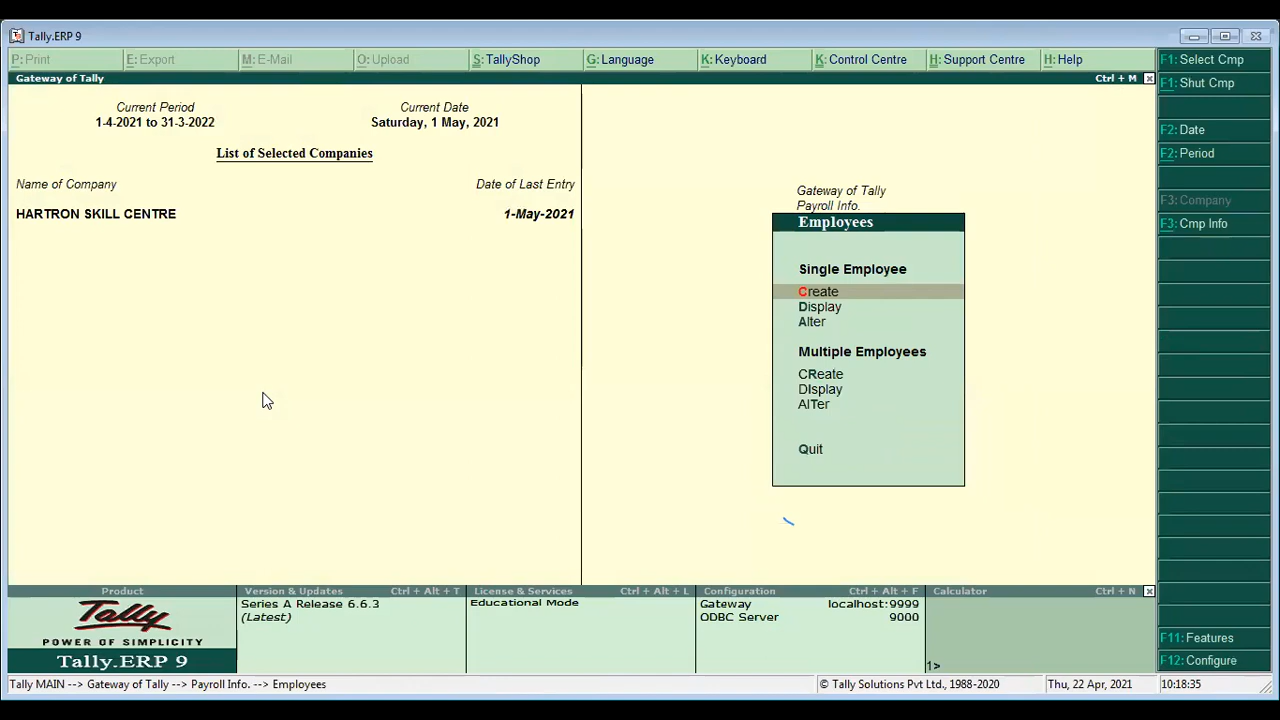 Tally.ERP 9
P: Print E: Export M: E-Mail O: Upload S: TallyShop G: Language K: Keyboard K: Control Centre H: Support Centre H: Help
Gateway of Tally Ctrl + M
Current Period Current Date
1-4-2021 to 31-3-2022 Saturday, 1 May, 2021
List of Selected Companies
Name of Company Date of Last Entry
HARTRON SKILL CENTRE 1-May-2021
Gateway of Tally
Payroll Info.
Employees
Single Employee
Create
Display
Alter
Multiple Employees
CReate
DIsplay
AlTer
Quit
F1: Select Cmp
F1: Shut Cmp
F2: Date
F2: Period
F3: Company
F3: Cmp Info
F11: Features
F12: Configure
Product
Tally
POWER OF SIMPLICITY
Tally.ERP 9
Version & Updates Ctrl + Alt + T
Series A Release 6.6.3
(Latest)
License & Services Ctrl + Alt + L
Educational Mode
Configuration Ctrl + Alt + F
Gateway localhost:9999
ODBC Server 9000
Calculator Ctrl + N
1>
Tally MAIN --> Gateway of Tally --> Payroll Info. --> Employees © Tally Solutions Pvt Ltd., 1988-2020 Thu, 22 Apr, 2021 10:18:35